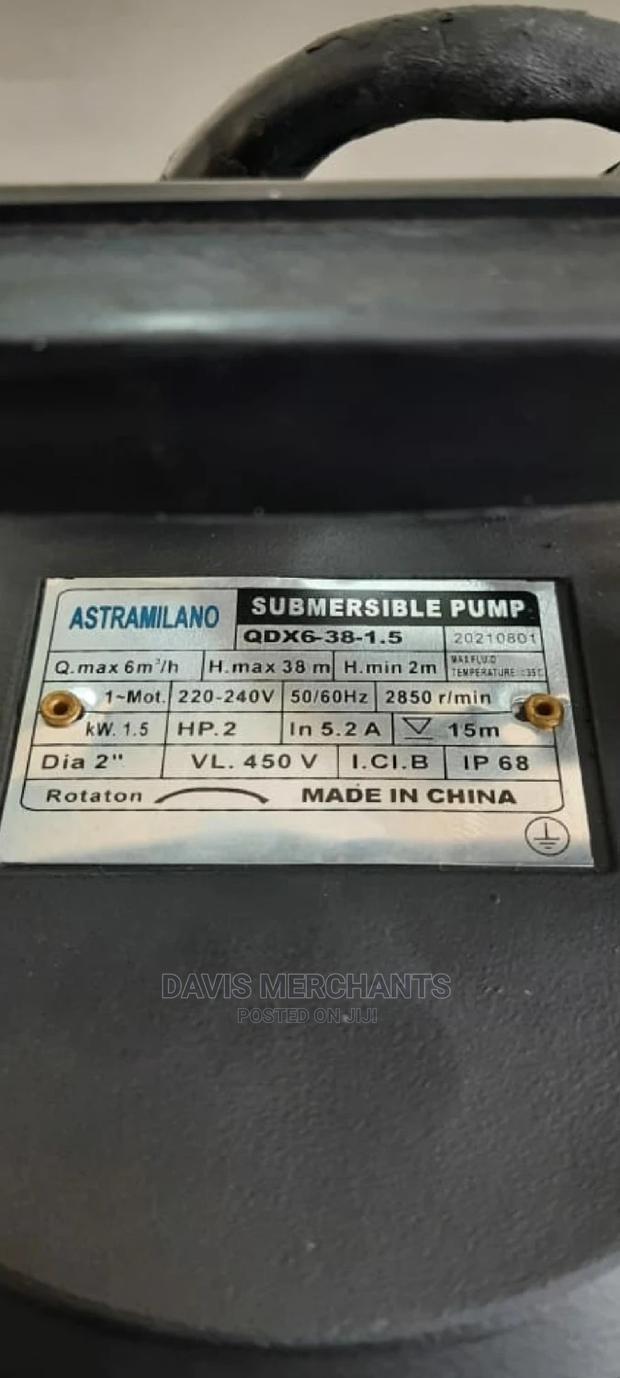 ASTRAMILANO SUBMERSIBLE PUMP
QDX6-38-1.5 20210801
Q.max 6m³/h H.max 38 m H.min 2m MAX FLUID
TEMPERATURE ≤35℃
1~Mot. 220-240V 50/60Hz 2850 r/min
kW. 1.5 HP.2 In 5.2 A 15m
Dia 2" VL. 450 V I.Cl.B IP 68
Rotaton MADE IN CHINA
DAVIS MERCHANTS
POSTED ON JIJI